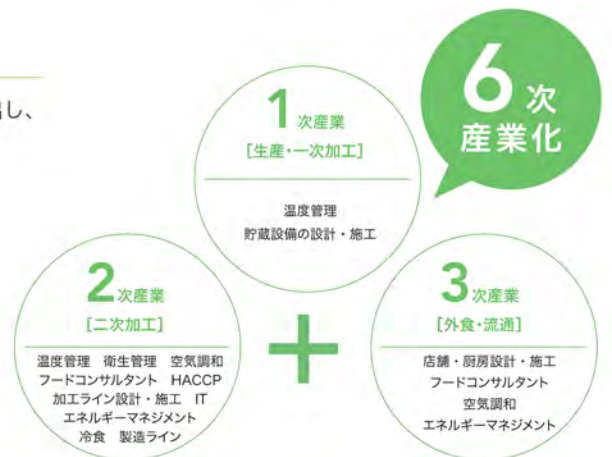 出し、
6次
産業化
1次産業
[生産・一次加工]
温度管理
貯蔵設備の設計・施工
2次産業
[二次加工]
温度管理 衛生管理 空気調和
フードコンサルタント HACCP
加工ライン設計・施工 IT
エネルギーマネジメント
冷食 製造ライン
+
3次産業
[外食・流通]
店舗・厨房設計・施工
フードコンサルタント
空気調和
エネルギーマネジメント